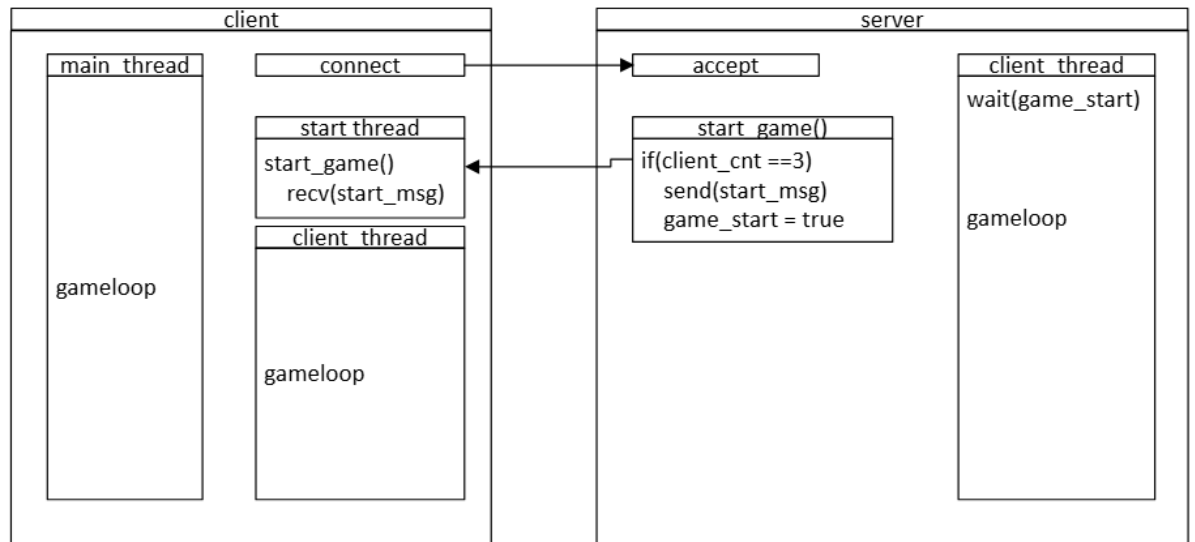 client
main_thread
gameloop
connect
start thread
start_game()
recv(start_msg)
client_thread
gameloop
server
accept
start_game()
if(client_cnt ==3)
send(start_msg)
game_start = true
client_thread
wait(game_start)
gameloop